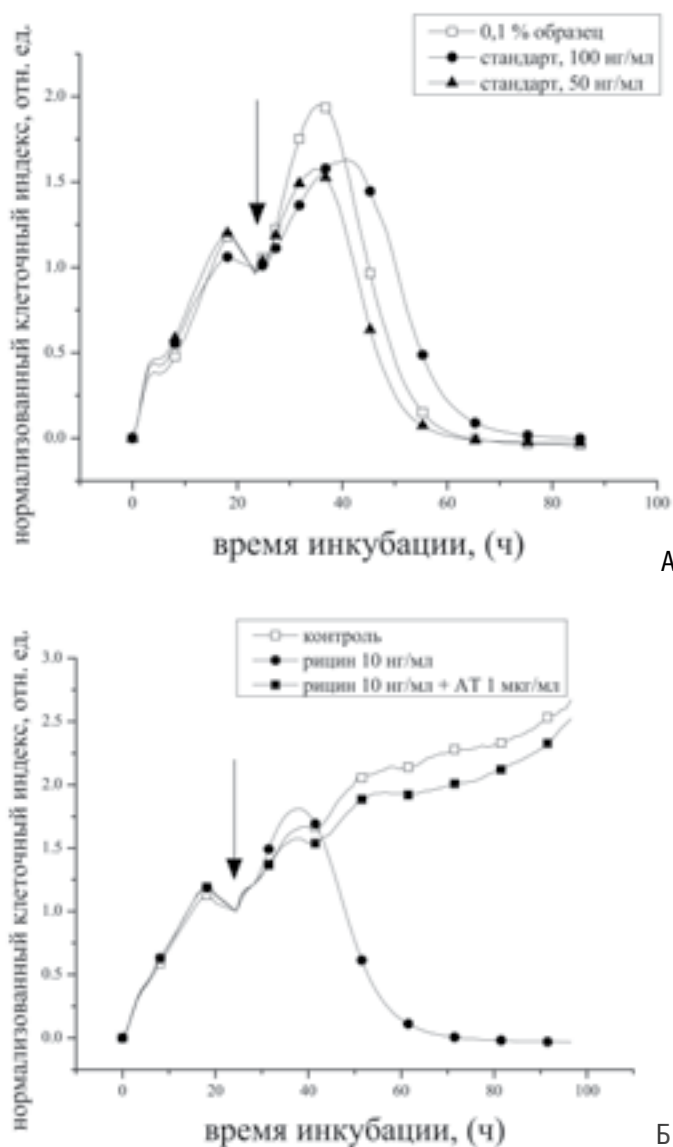 0,1 % образец
стандарт, 100 нг/мл
стандарт, 50 нг/мл
нормализованный клеточный индекс, отн. ед.
2.0
1.5
1.0
0.5
0.0
0
20
40
60
80
100
время инкубации, (ч)
А
контроль
рицин 10 нг/мл
рицин 10 нг/мл + АТ 1 мкг/мл
нормализованный клеточный индекс, отн. ед.
3.0
2.5
2.0
1.5
1.0
0.5
0.0
0
20
40
60
80
100
время инкубации, (ч)
Б